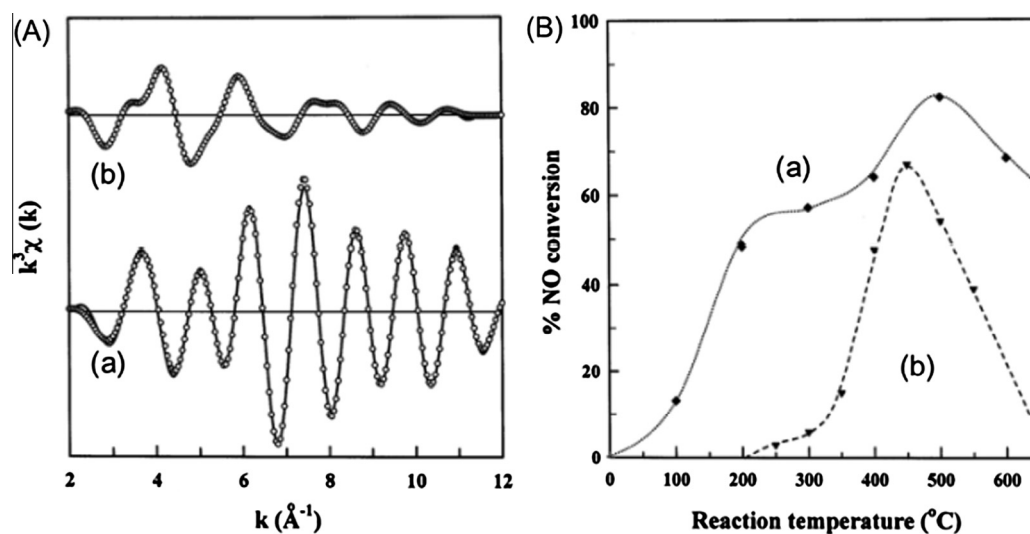 (A)
k³χ (k)
(b)
(a)
2 4 6 8 10 12
k (Å⁻¹)
(B)
% NO conversion
100
80
60
40
20
0
(a)
(b)
0 100 200 300 400 500 600
Reaction temperature (°C)